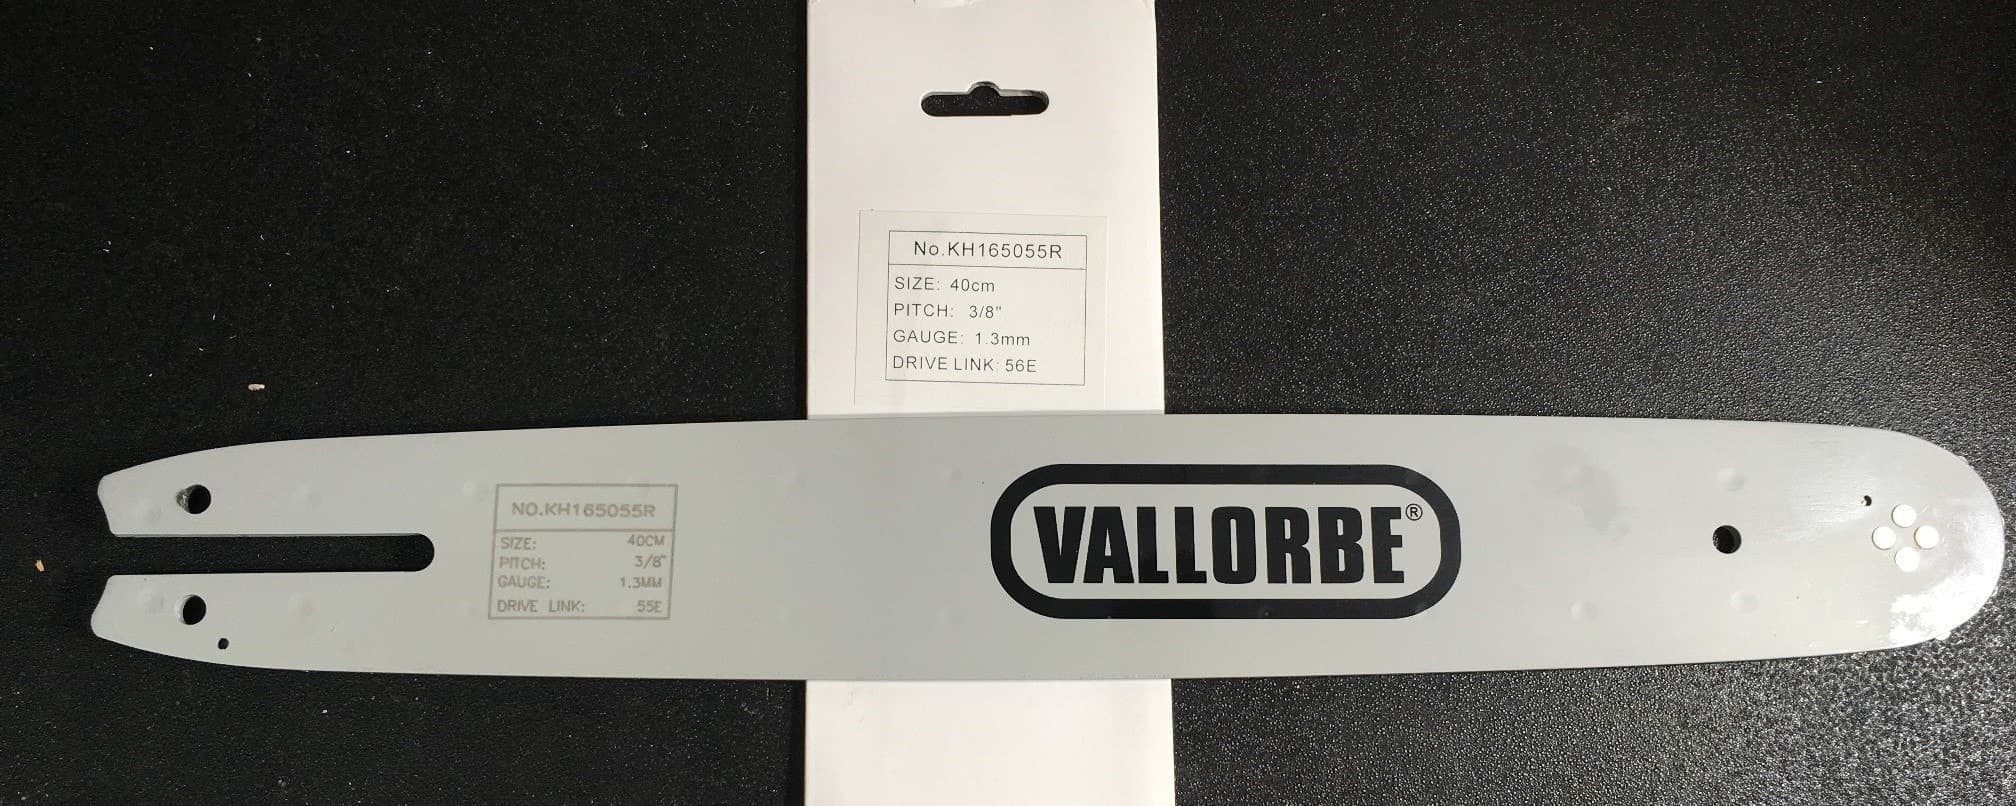 No.KH165055R
SIZE: 40cm
PITCH: 3/8"
GAUGE: 1.3mm
DRIVE LINK: 56E
NO.KH165055R
SIZE: 40CM
PITCH: 3/8"
GAUGE: 1.3MM
DRIVE LINK: 55E
VALLORBE®